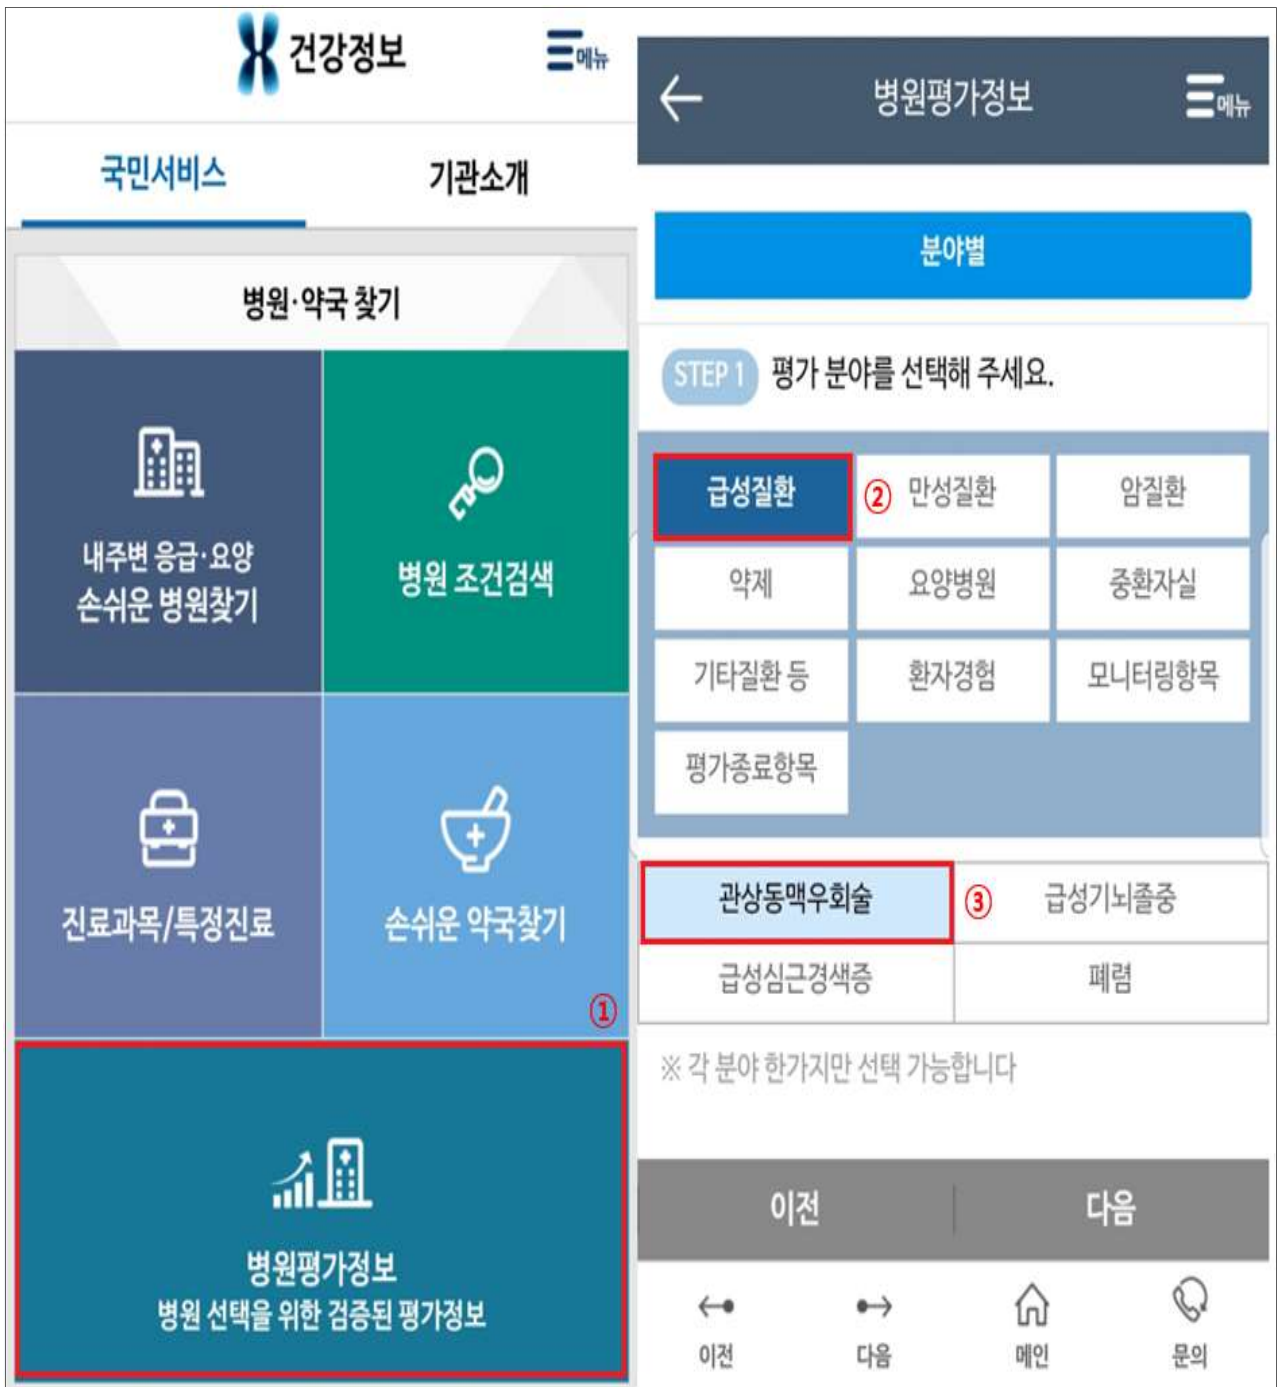 건강정보
메뉴
국민서비스
기관소개
병원·약국 찾기
내주변 응급·요양
손쉬운 병원찾기
병원 조건검색
진료과목/특정진료
손쉬운 약국찾기
①
병원평가정보
병원 선택을 위한 검증된 평가정보
병원평가정보
메뉴
분야별
STEP 1 평가 분야를 선택해 주세요.
급성질환
② 만성질환
암질환
약제
요양병원
중환자실
기타질환 등
환자경험
모니터링항목
평가종료항목
관상동맥우회술
③ 급성기뇌졸중
급성심근경색증
폐렴
※ 각 분야 한가지만 선택 가능합니다
이전
다음
이전
다음
메인
문의